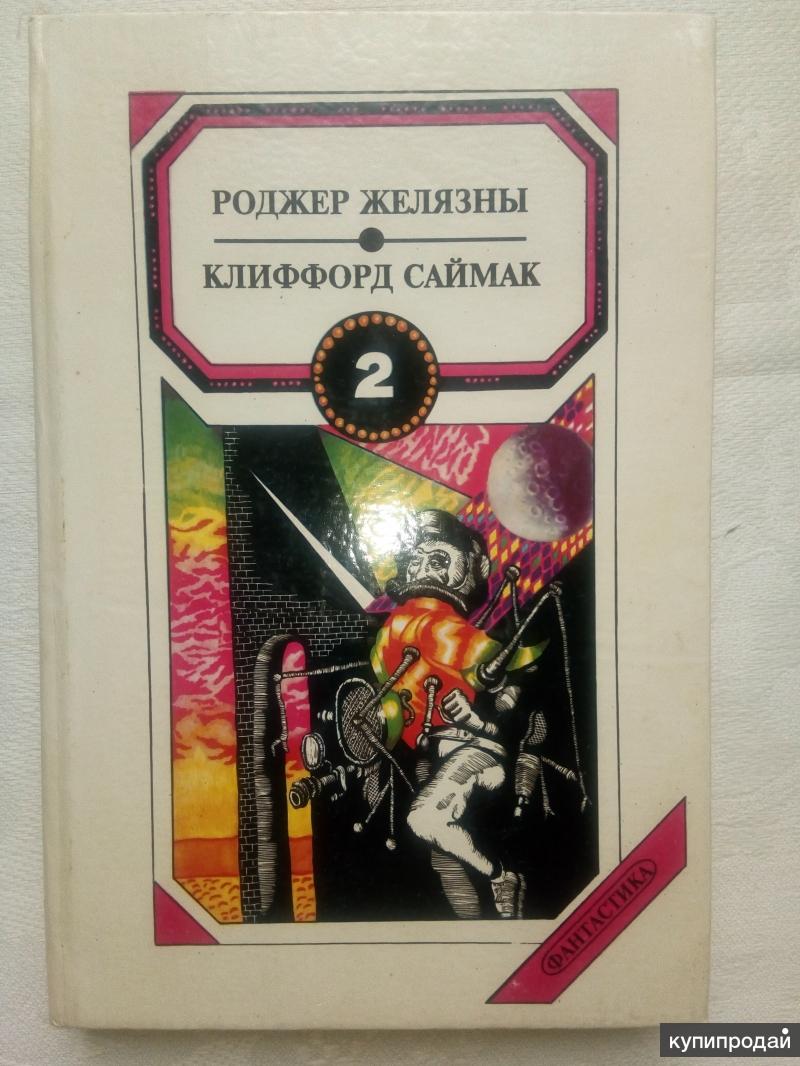 РОДЖЕР ЖЕЛЯЗНЫ
КЛИФФОРД САЙМАК
2
ФАНТАСТИКА
купипродай